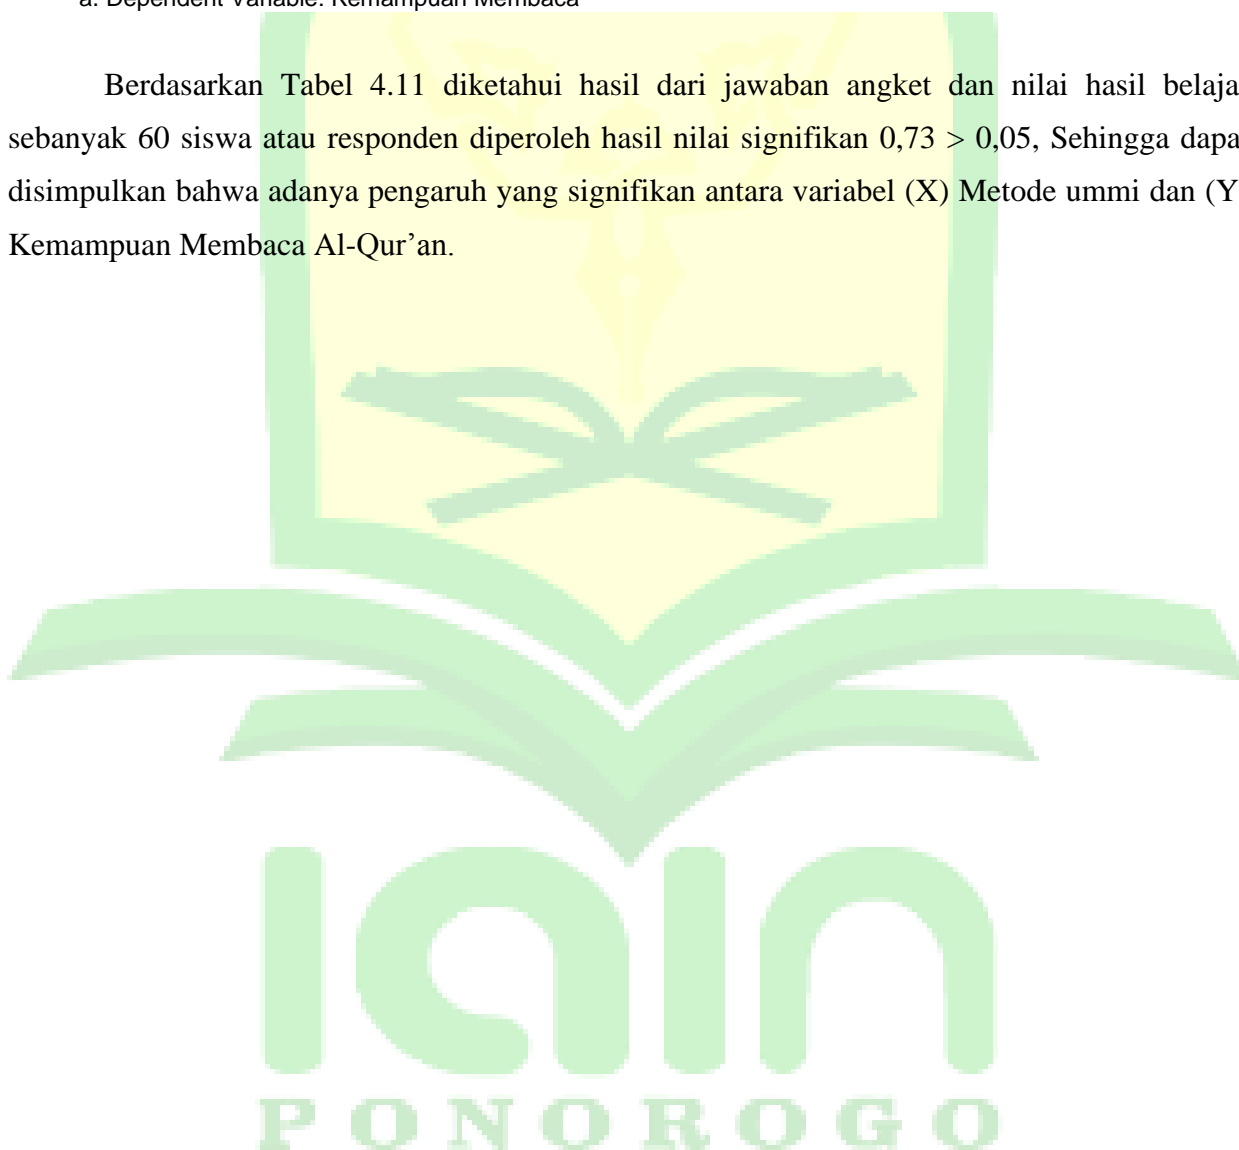 a. Dependent Variable: Kemampuan Membaca
Berdasarkan Tabel 4.11 diketahui hasil dari jawaban angket dan nilai hasil belaja
sebanyak 60 siswa atau responden diperoleh hasil nilai signifikan 0,73 > 0,05, Sehingga dapa
disimpulkan bahwa adanya pengaruh yang signifikan antara variabel (X) Metode ummi dan (Y
Kemampuan Membaca Al-Qur’an.
iain
PONOROGO